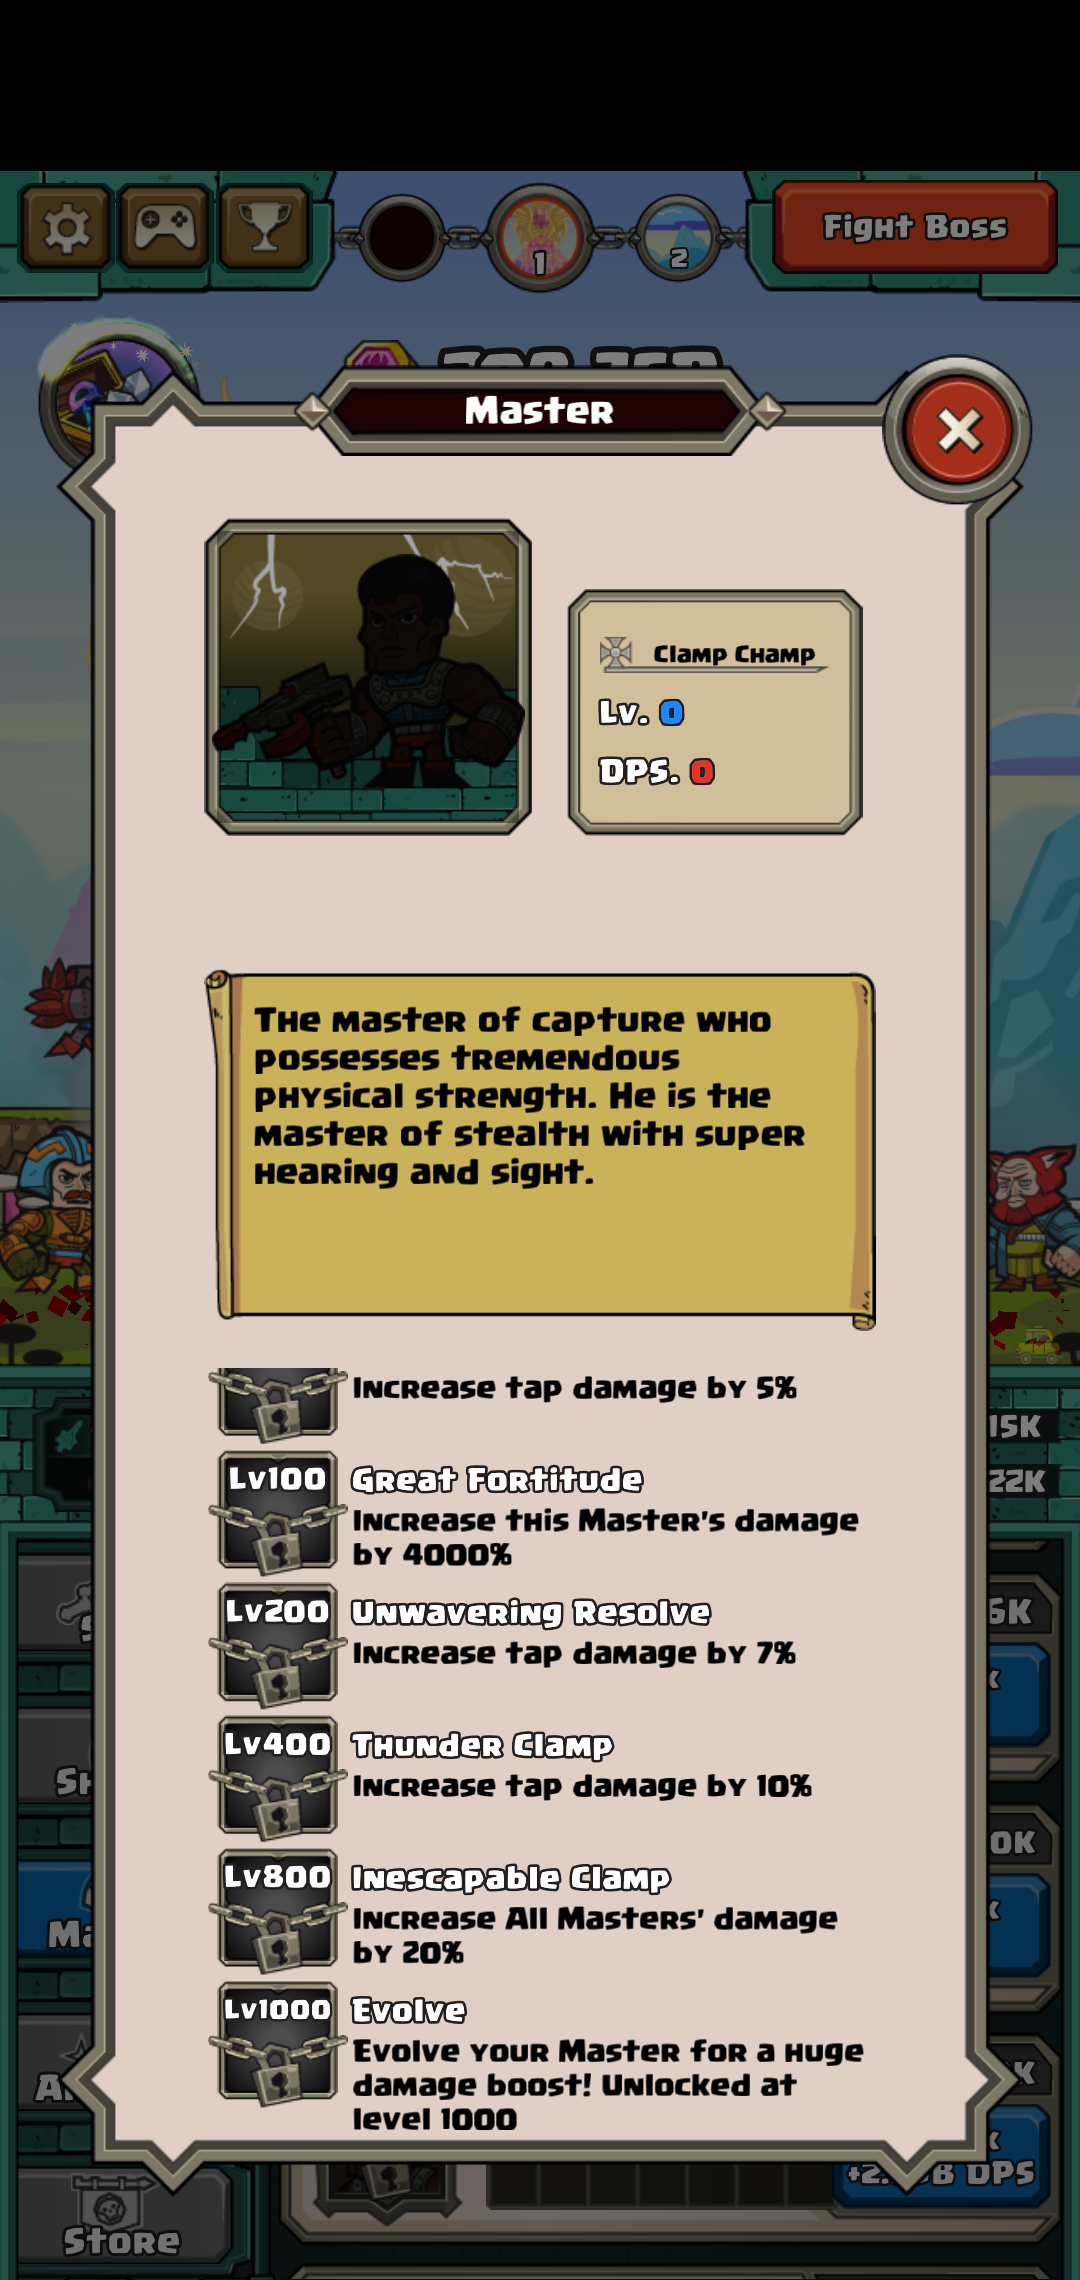 1
2
Fight Boss
Master
Clamp Champ
Lv. 0
DPS. 0
The master of capture who
possesses tremendous
physical strength. He is the
master of stealth with super
hearing and sight.
Increase tap damage by 5%
15K
Lv100 Great Fortitude
22K
Increase this Master's damage
by 4000%
Lv200 Unwavering Resolve
Increase tap damage by 7%
Lv400 Thunder Clamp
Increase tap damage by 10%
Lv800 Inescapable Clamp
Increase All Masters' damage
by 20%
Lv1000 Evolve
Evolve your Master for a huge
damage boost! Unlocked at
level 1000
DPS
Store